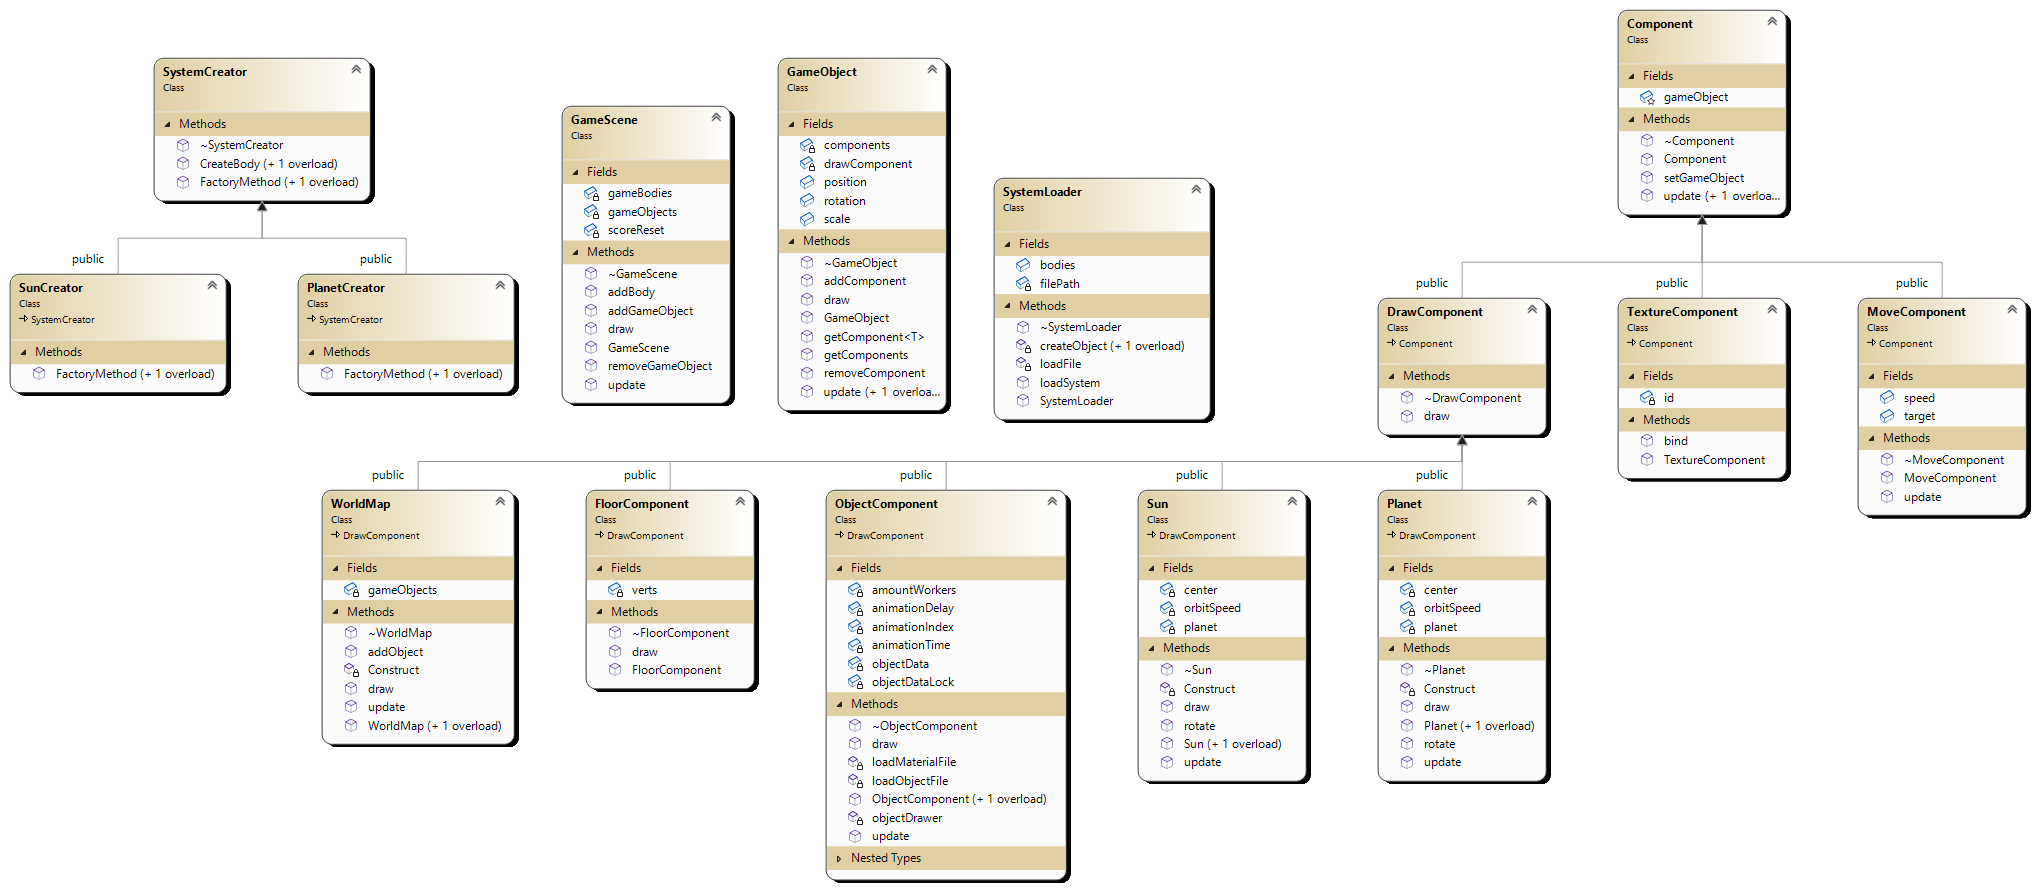 SystemCreator
Class
Methods
~SystemCreator
CreateBody (+ 1 overload)
FactoryMethod (+ 1 overload)
public
public
SunCreator
Class
SystemCreator
Methods
FactoryMethod (+ 1 overload)
PlanetCreator
Class
SystemCreator
Methods
FactoryMethod (+ 1 overload)
GameScene
Class
Fields
gameBodies
gameObjects
scoreReset
Methods
~GameScene
addBody
addGameObject
draw
GameScene
removeGameObject
update
GameObject
Class
Fields
components
drawComponent
position
rotation
scale
Methods
~GameObject
addComponent
draw
GameObject
getComponent<T>
getComponents
removeComponent
update (+ 1 overloa...
SystemLoader
Class
Fields
bodies
filePath
Methods
~SystemLoader
createObject (+ 1 overload)
loadFile
loadSystem
SystemLoader
Component
Class
Fields
gameObject
Methods
~Component
Component
setGameObject
update (+ 1 overloa...
public
public
public
DrawComponent
Class
Component
Methods
~DrawComponent
draw
TextureComponent
Class
Component
Fields
id
Methods
bind
TextureComponent
MoveComponent
Class
Component
Fields
speed
target
Methods
~MoveComponent
MoveComponent
update
public
public
public
public
public
WorldMap
Class
DrawComponent
Fields
gameObjects
Methods
~WorldMap
addObject
Construct
draw
update
WorldMap (+ 1 overload)
FloorComponent
Class
DrawComponent
Fields
verts
Methods
~FloorComponent
draw
FloorComponent
ObjectComponent
Class
DrawComponent
Fields
amountWorkers
animationDelay
animationIndex
animationTime
objectData
objectDataLock
Methods
~ObjectComponent
draw
loadMaterialFile
loadObjectFile
ObjectComponent (+ 1 overload)
objectDrawer
update
Nested Types
Sun
Class
DrawComponent
Fields
center
orbitSpeed
planet
Methods
~Sun
Construct
draw
rotate
Sun (+ 1 overload)
update
Planet
Class
DrawComponent
Fields
center
orbitSpeed
planet
Methods
~Planet
Construct
draw
Planet (+ 1 overload)
rotate
update